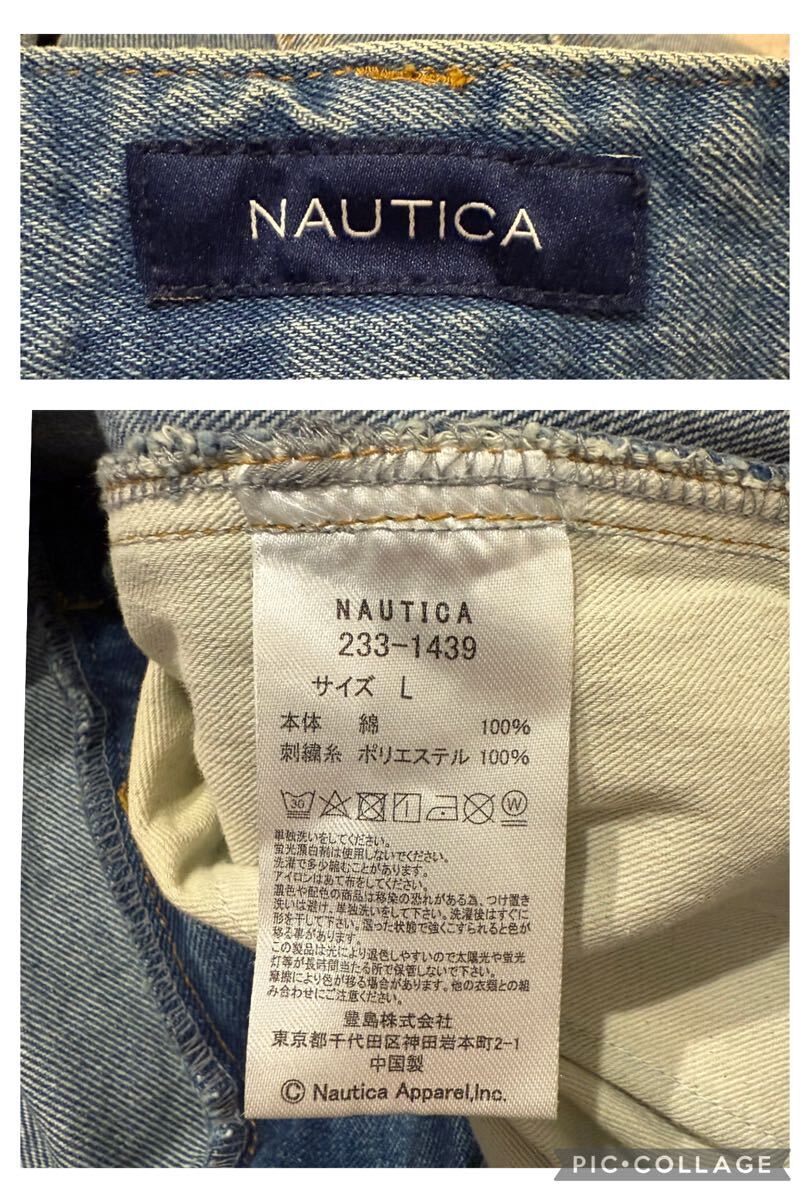 NAUTICA
NAUTICA
233-1439
サイズ L
本体 綿 100%
刺繍糸 ポリエステル 100%
30
W
単独洗いをしてください。
蛍光漂白剤は使用しないでください。
洗濯で多少縮むことがあります。
アイロンはあて布をしてください。
濃色や配色の商品は移染の恐れがある為、つけ置き
洗いは避け、単独洗いをして下さい。洗濯後はすぐに
形を干して下さい。湿った状態で強くこすられると色が
移る事があります。
この製品は光により退色しやすいので太陽光や蛍光
灯等が長時間当たる所で保管しないで下さい。
摩擦により色が移る場合があります。他の衣類との組
み合わせにご注意ください。
豊島株式会社
東京都千代田区神田岩本町2-1
中国製
© Nautica Apparel,Inc.
PIC•COLLAGE